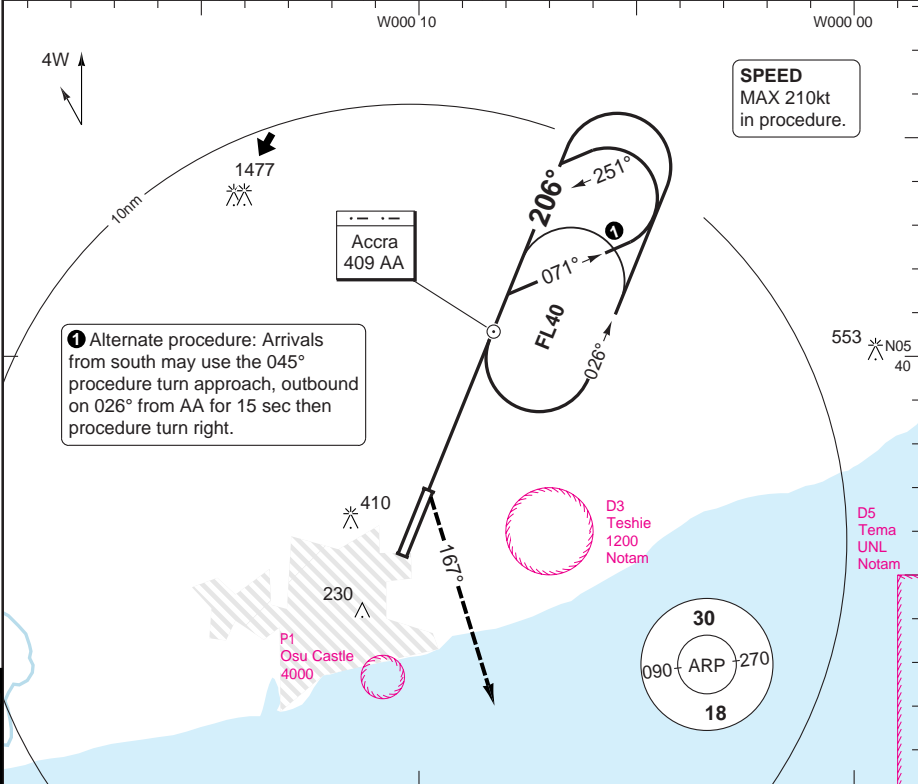 W000 10
W000 00
4W
SPEED
MAX 210kt
in procedure.
1477
10nm
206°
251°
Accra
409 AA
1
071°
FL40
026°
1 Alternate procedure: Arrivals
from south may use the 045°
procedure turn approach, outbound
on 026° from AA for 15 sec then
procedure turn right.
553
N05
40
410
D3
Teshie
1200
Notam
D5
Tema
UNL
Notam
167°
230
P1
Osu Castle
4000
30
090 ARP 270
18